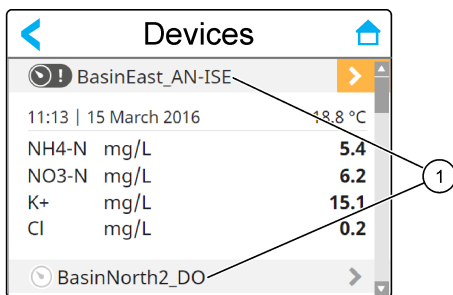 Devices
BasinEast_AN-ISE
11:13 | 15 March 2016 18.8 °C
NH4-N mg/L 5.4
NO3-N mg/L 6.2
K+ mg/L 15.1
Cl mg/L 0.2
1
BasinNorth2_DO